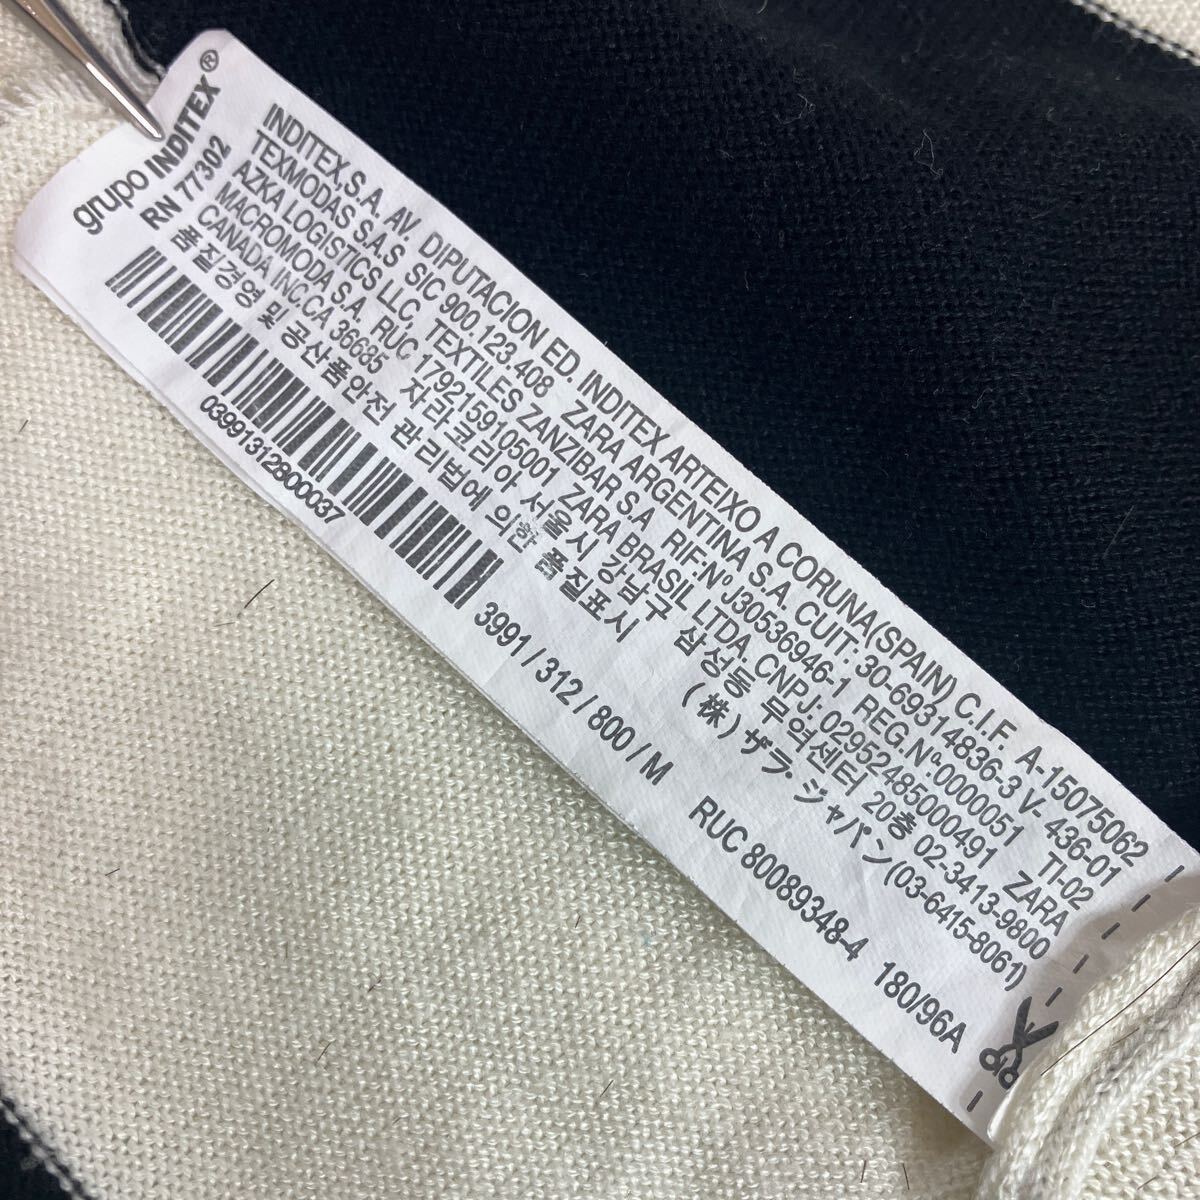 grupo INDITEX®
RN 77302
INDITEX,S.A. AV. DIPUTACION ED. INDITEX ARTEIXO A CORUNA(SPAIN) C.I.F. A-15075062
TEXMODAS S.A.S SIC 900.123.408 ZARA ARGENTINA S.A. CUIT: 30-69314836-3 V- 436-01
AZKA LOGISTICS LLC, TEXTILES ZANZIBAR S.A RIF:Nº J30536946-1 REG.Nº:0000051 TI-02
MACROMODA S.A, RUC 1792159105001 ZARA BRASIL LTDA. CNPJ: 02952485000491 ZARA
CANADA INC.CA 36685 자라코리아 서울시 강남구 삼성동 무역센터 20층 02-3413-9800
품질경영 및 공산품안전 관리법에 의한 품질표시 (株) ザラ・ジャパン(03-6415-8061)
03991312800037
3991 / 312 / 800 / M RUC 80089348-4 180/96A